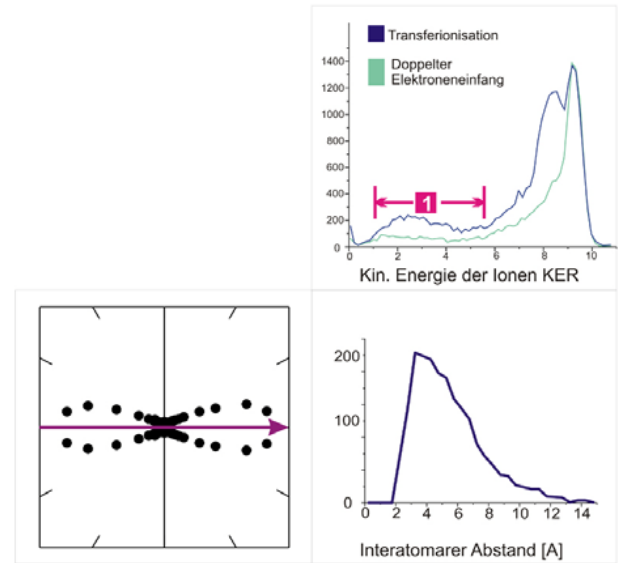 Transferionisation
Doppelter
Elektroneneinfang
1400
1200
1000
800
600
400
200
0
1
0 2 4 6 8 10
Kin. Energie der Ionen KER
200
100
0
0 2 4 6 8 10 12 14
Interatomarer Abstand [A]